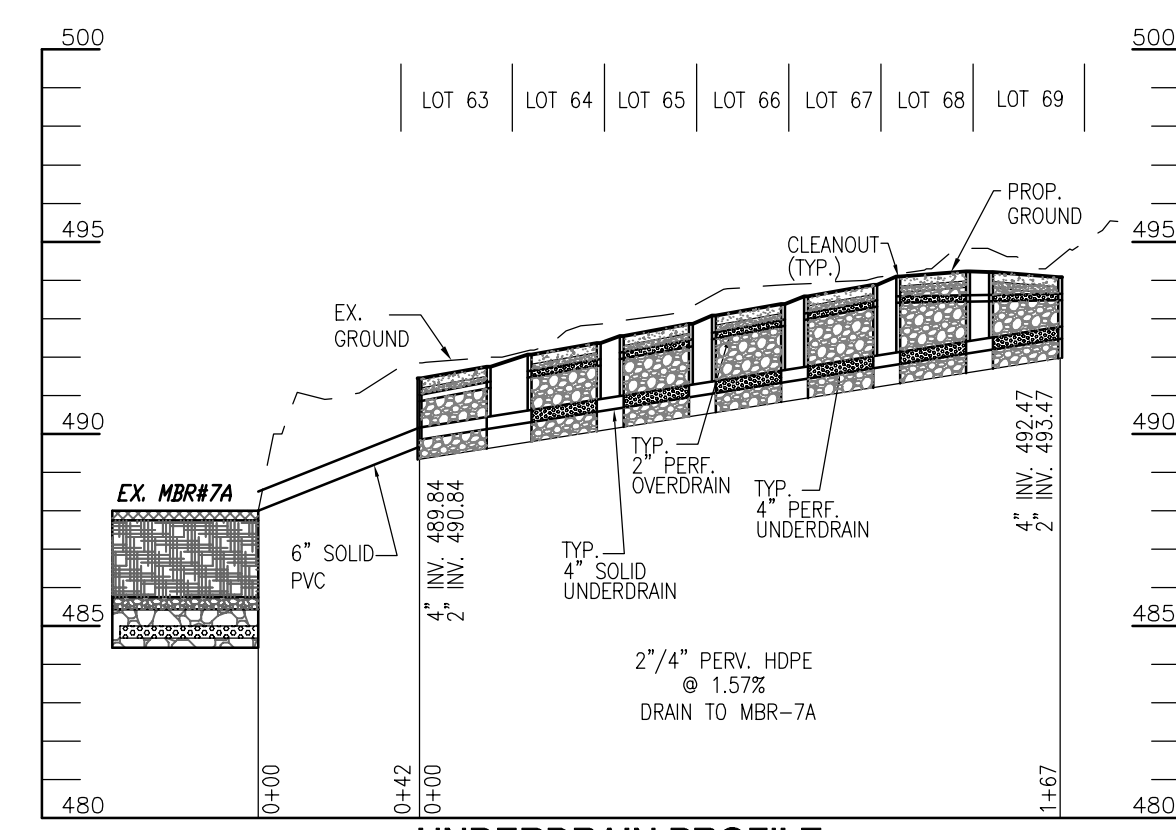 500
500
LOT 63
LOT 64
LOT 65
LOT 66
LOT 67
LOT 68
LOT 69
PROP.
GROUND
495
495
CLEANOUT
(TYP.)
EX.
GROUND
490
490
TYP.
2" PERF.
OVERDRAIN
TYP.
4" PERF.
UNDERDRAIN
4" INV. 492.47
2" INV. 493.47
EX. MBR#7A
4" INV. 489.84
2" INV. 490.84
6" SOLID
PVC
TYP.
4" SOLID
UNDERDRAIN
485
485
2"/4" PERV. HDPE
@ 1.57%
DRAIN TO MBR-7A
0+00
0+42
0+00
1+67
480
480
UNDERDRAIN PROFILE